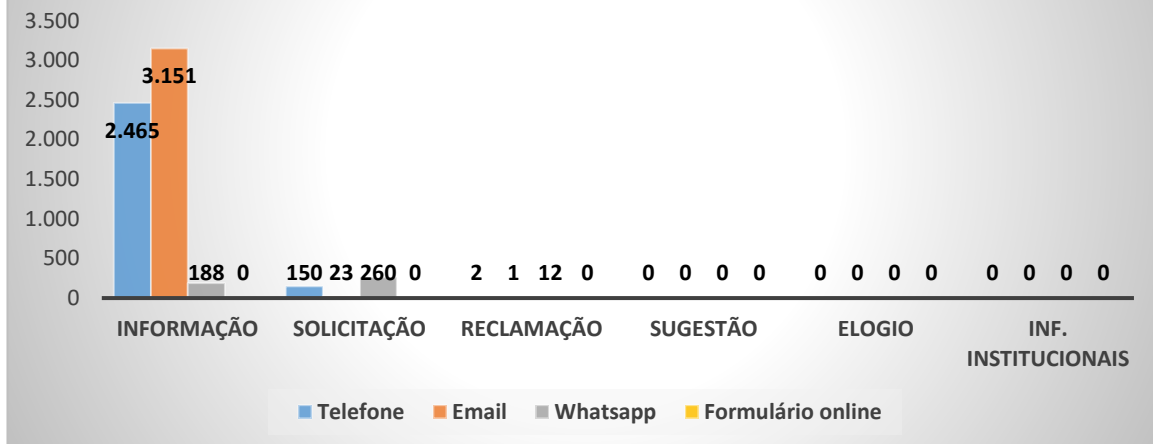 3.500
3.000
2.500
2.000
1.500
1.000
500
0
3.151
2.465
188 0 150 23 260 0 2 1 12 0 0 0 0 0 0 0 0 0 0 0 0 0
INFORMAÇÃO SOLICITAÇÃO RECLAMAÇÃO SUGESTÃO ELOGIO INF.
INSTITUCIONAIS
Telefone Email Whatsapp Formulário online